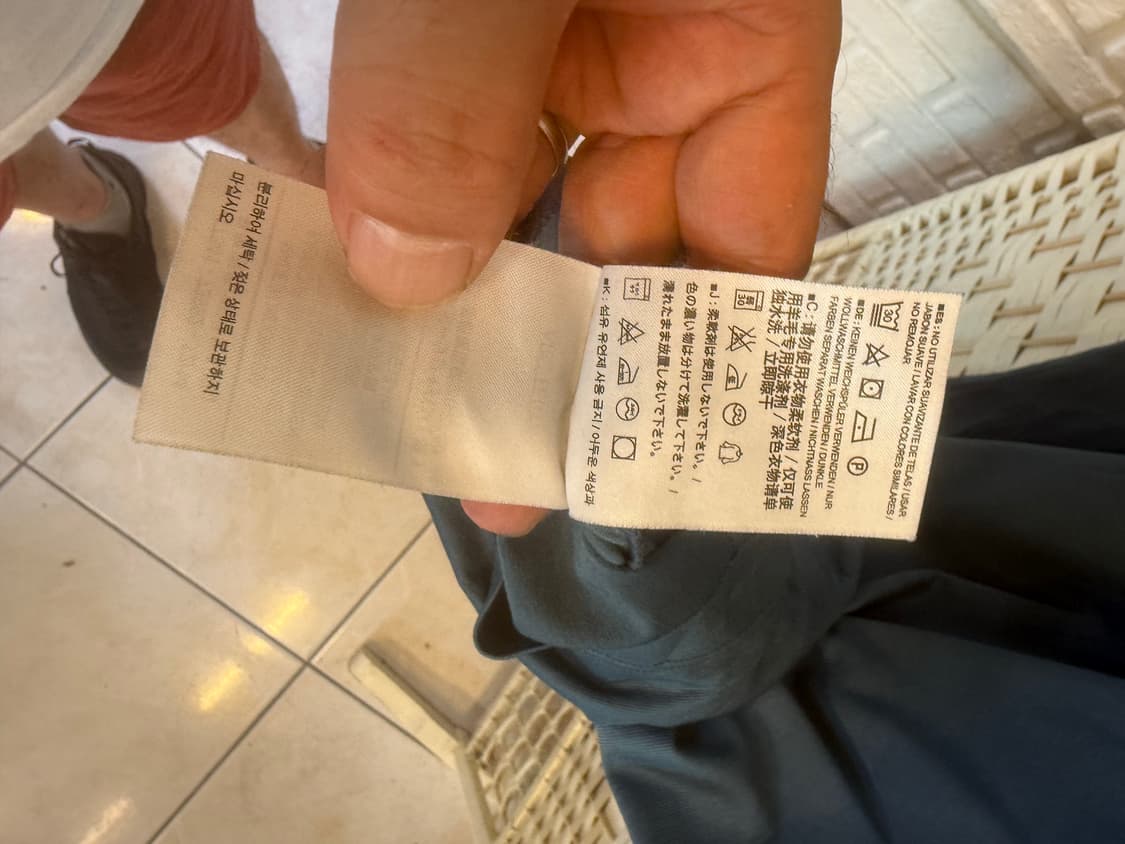 ■ES : NO UTILIZAR SUAVIZANTE DE TELAS / USAR
JABON SUAVE / LAVAR CON COLORES SIMILARES /
NO REMOJAR
30 P
■DE : KEINEN WEICHSPÜLER VERWENDEN / NUR
WOLLWASCHMITTEL VERWENDEN / DUNKLE
FARBEN SEPARAT WASCHEN / NICHT NASS LASSEN
■C : 请勿使用衣物柔软剂 / 仅可使
用羊毛专用洗涤剂 / 深色衣物请单
独水洗 / 立即晾干
30
■J : 柔軟剤は使用しないで下さい。 /
色の濃い物は分けて洗濯して下さい。 /
濡れたまま放置しないで下さい。
■K : 섬유 유연제 사용 금지 / 어두운 색상과
분리하여 세탁 / 젖은 상태로 보관하지
마십시오